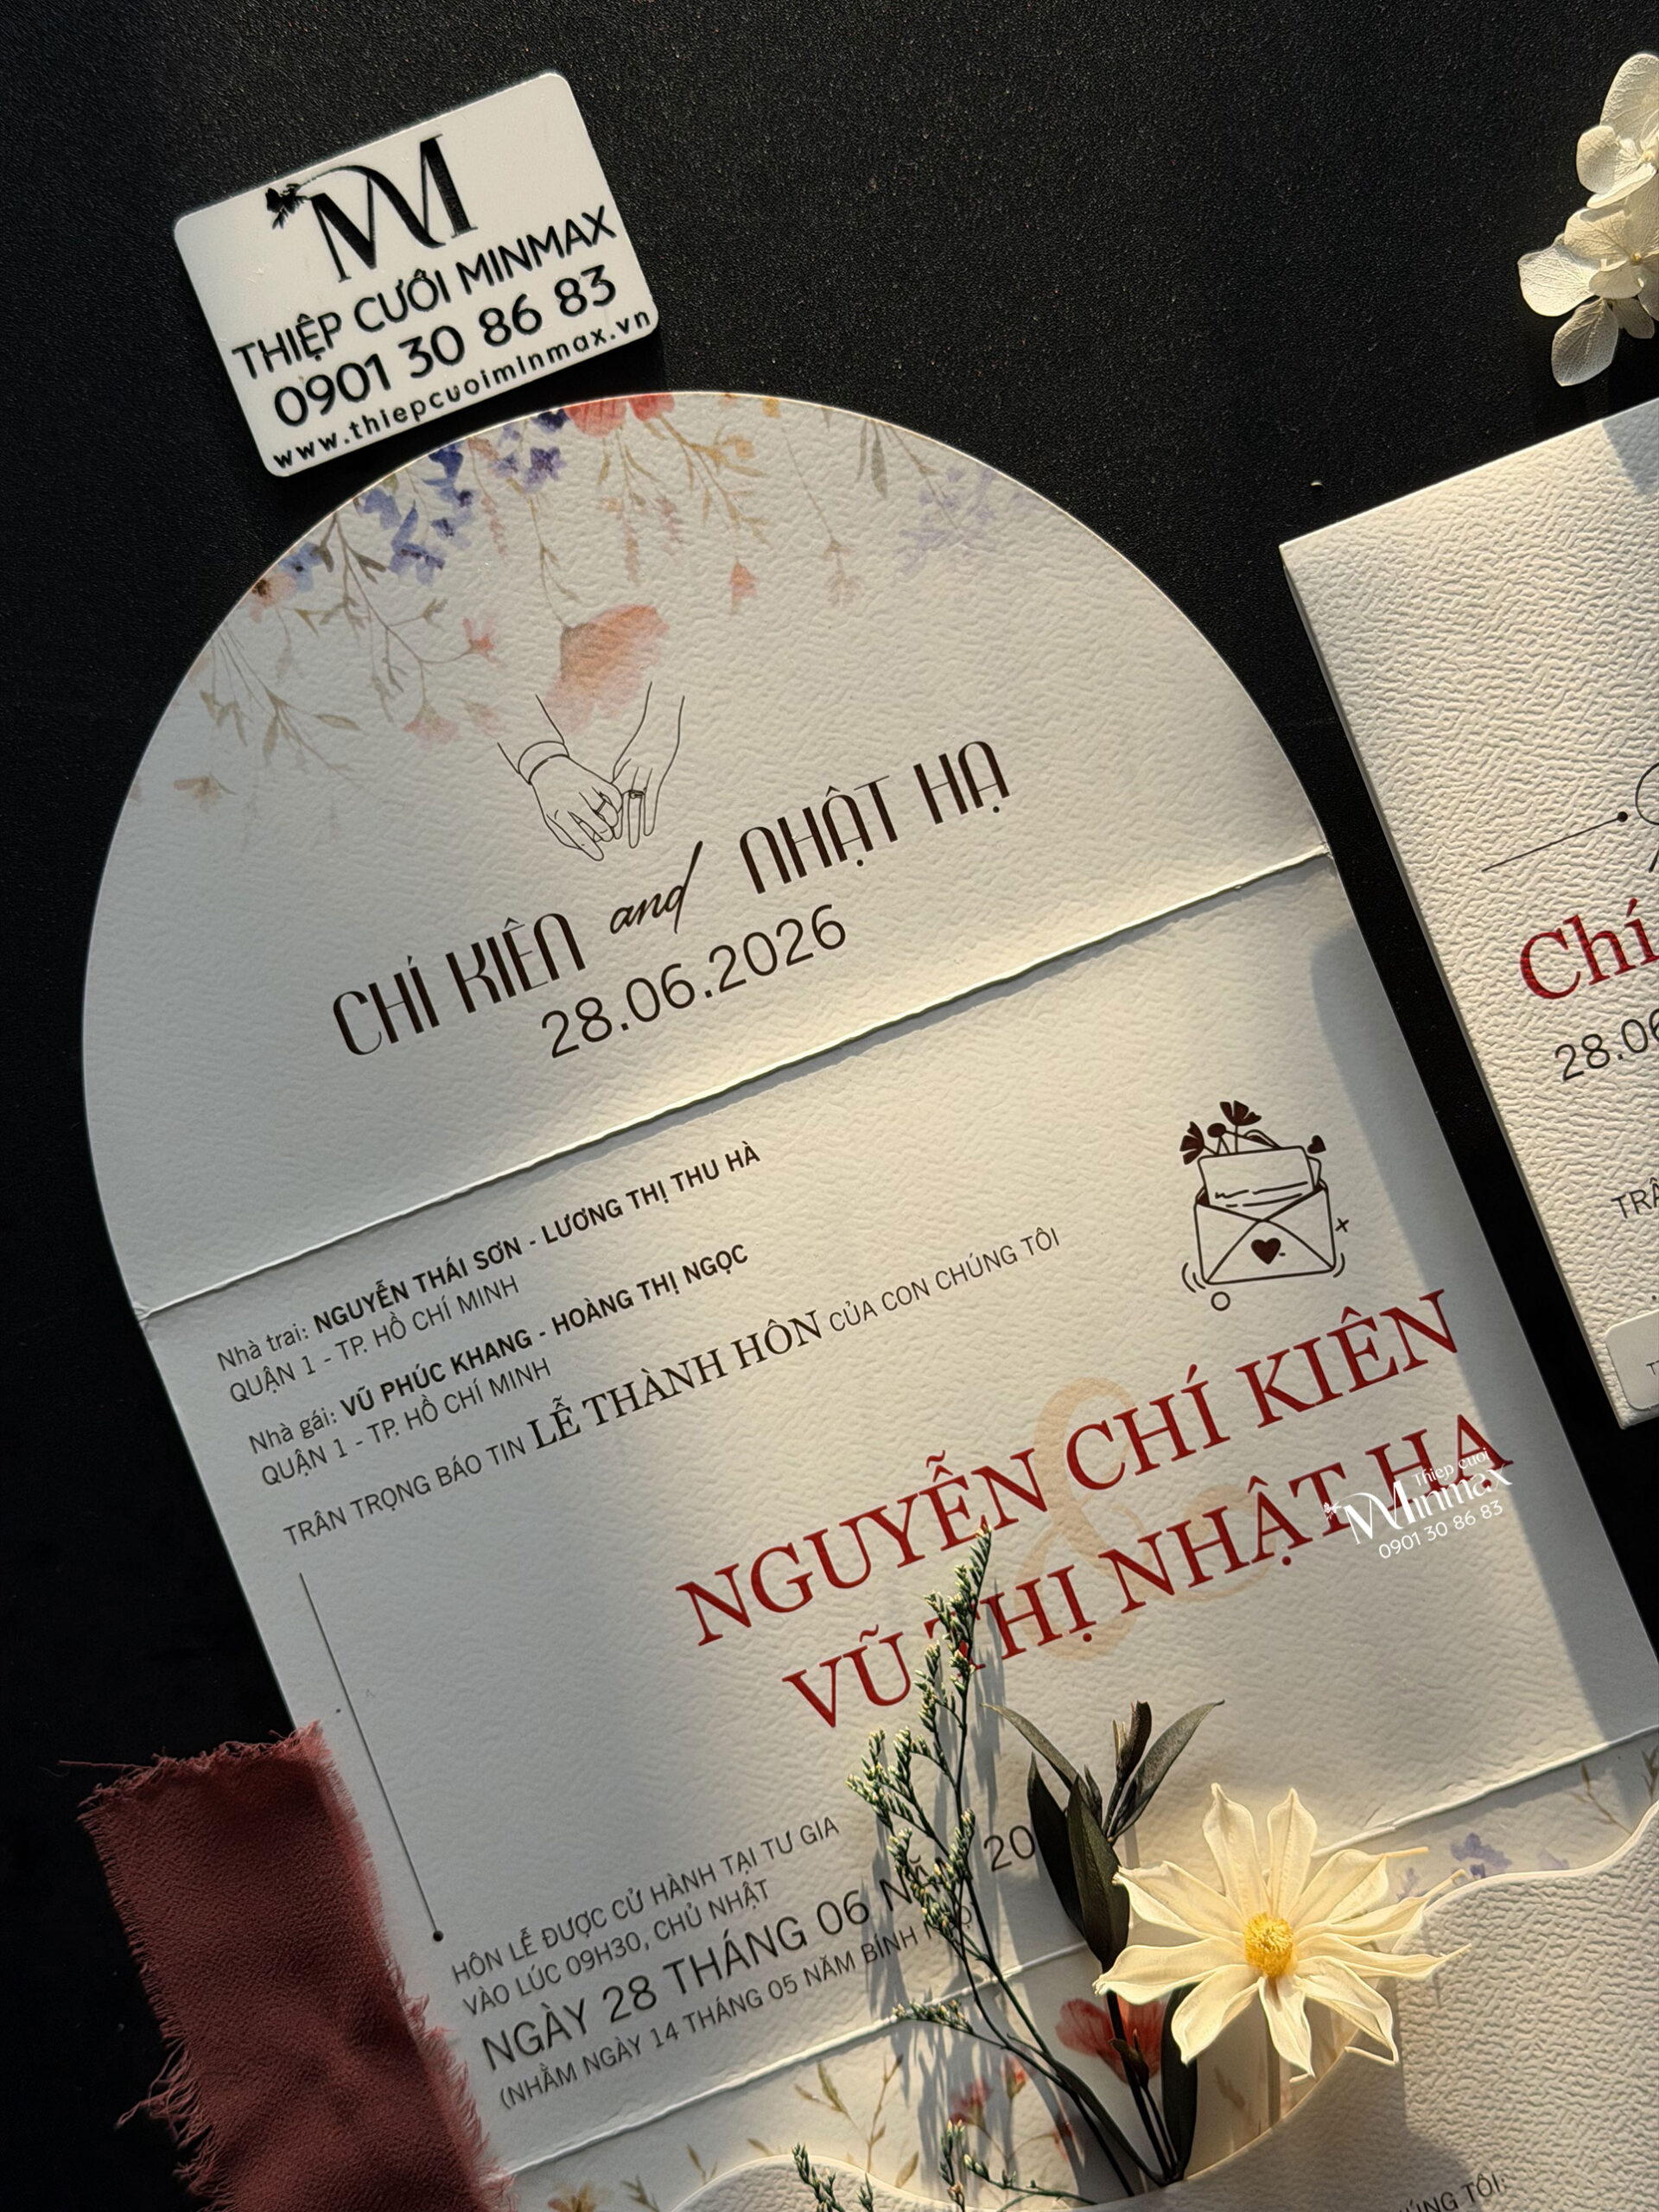 THIỆP CƯỚI MINMAX
0901 30 86 83
www.thiepcuoiminmax.vn
CHÍ KIÊN and NHẬT HẠ
28.06.2026
Nhà trai: NGUYỄN THÁI SƠN - LƯƠNG THỊ THU HÀ
QUẬN 1 - TP. HỒ CHÍ MINH
Nhà gái: VŨ PHÚC KHANG - HOÀNG THỊ NGỌC
QUẬN 1 - TP. HỒ CHÍ MINH
TRÂN TRỌNG BÁO TIN LỄ THÀNH HÔN CỦA CON CHÚNG TÔI
NGUYỄN CHÍ KIÊN
&
VŨ THỊ NHẬT HẠ
Thiệp cưới
Minmax
0901 30 86 83
HÔN LỄ ĐƯỢC CỬ HÀNH TẠI TƯ GIA
VÀO LÚC 09H30, CHỦ NHẬT
NGÀY 28 THÁNG 06 NĂM 20
(NHẰM NGÀY 14 THÁNG 05 NĂM BÍNH
Chí
28.06